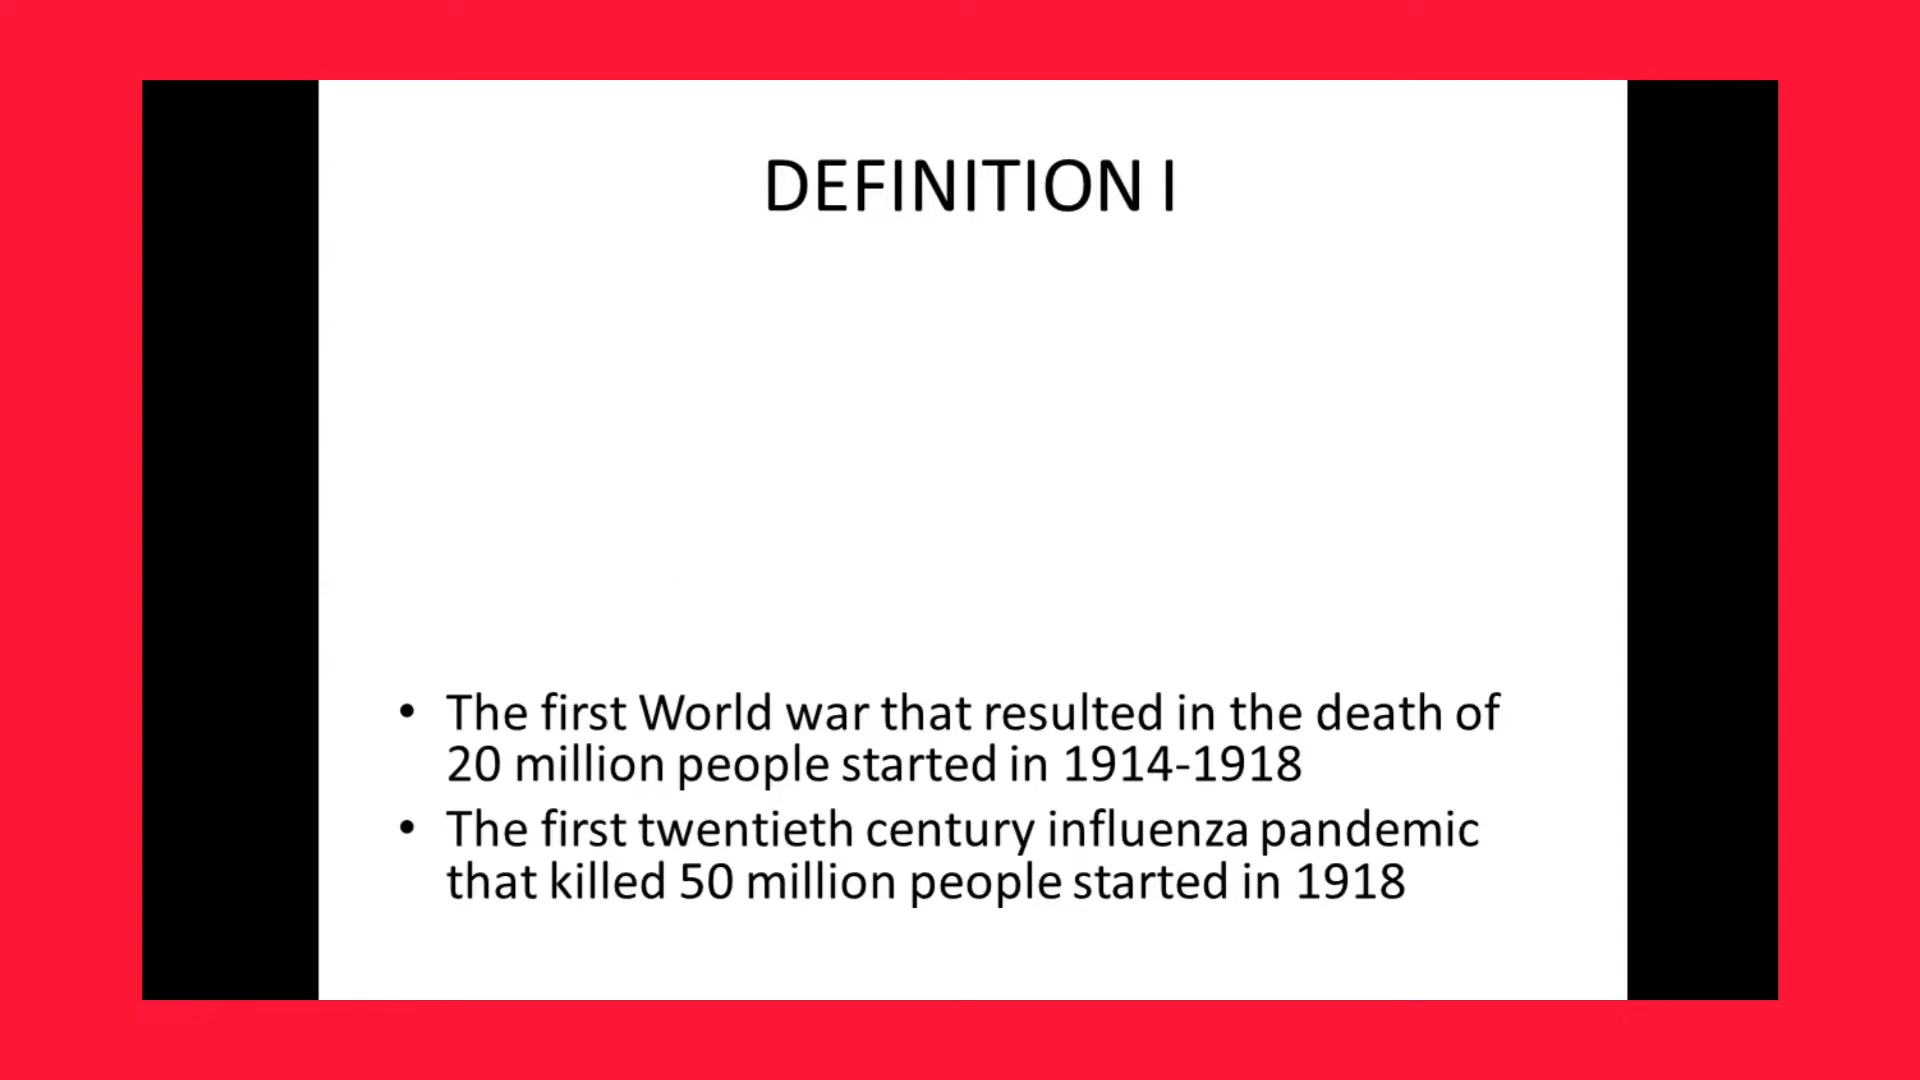 DEFINITION I
• The first World war that resulted in the death of
20 million people started in 1914-1918
• The first twentieth century influenza pandemic
that killed 50 million people started in 1918